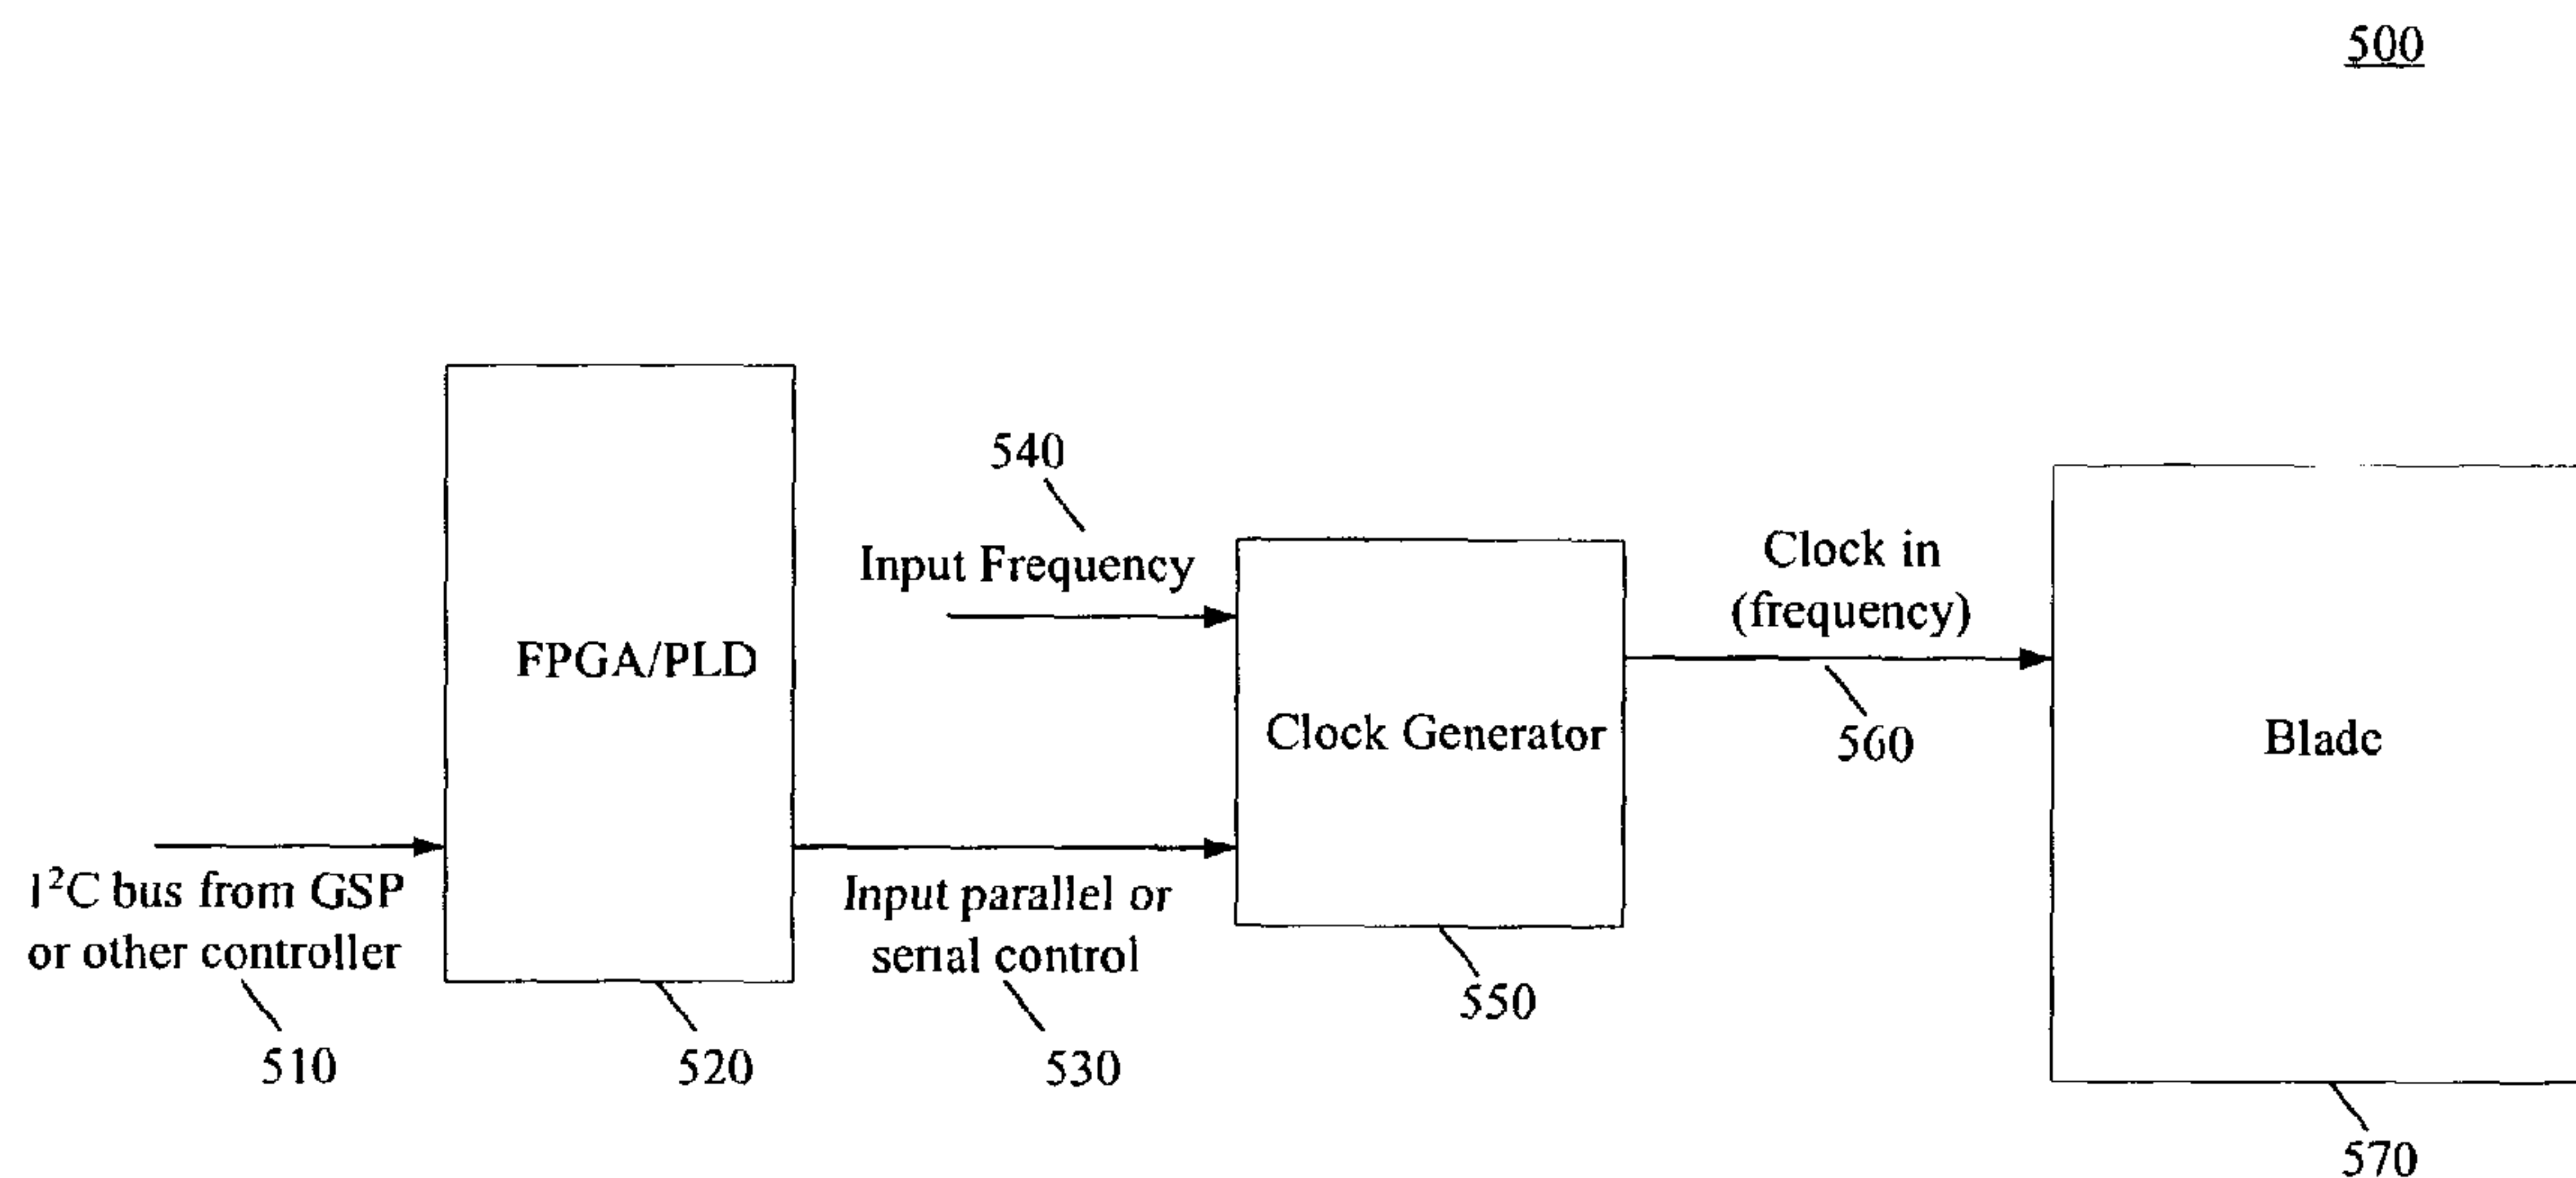 500
FPGA/PLD
I²C bus from GSP
or other controller
510
520
540
Input Frequency
Input parallel or
serial control
530
Clock Generator
550
Clock in
(frequency)
560
Blade
570